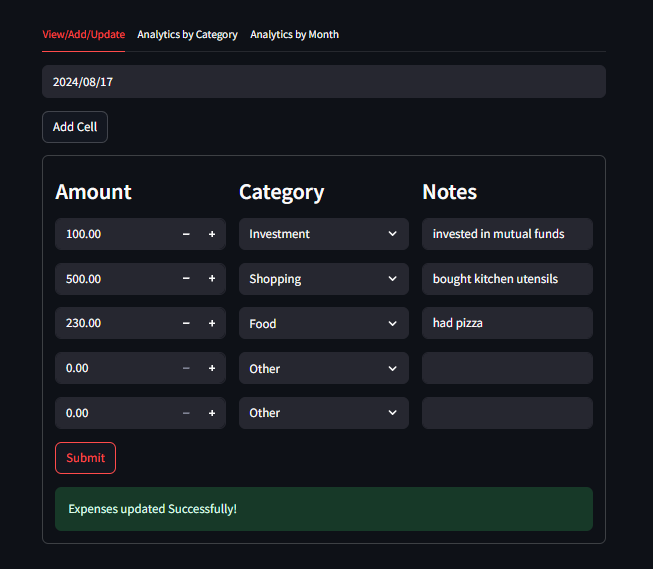 View/Add/Update Analytics by Category Analytics by Month
2024/08/17
Add Cell
Amount Category Notes
100.00 − + Investment invested in mutual funds
500.00 − + Shopping bought kitchen utensils
230.00 − + Food had pizza
0.00 − + Other
0.00 − + Other
Submit
Expenses updated Successfully!